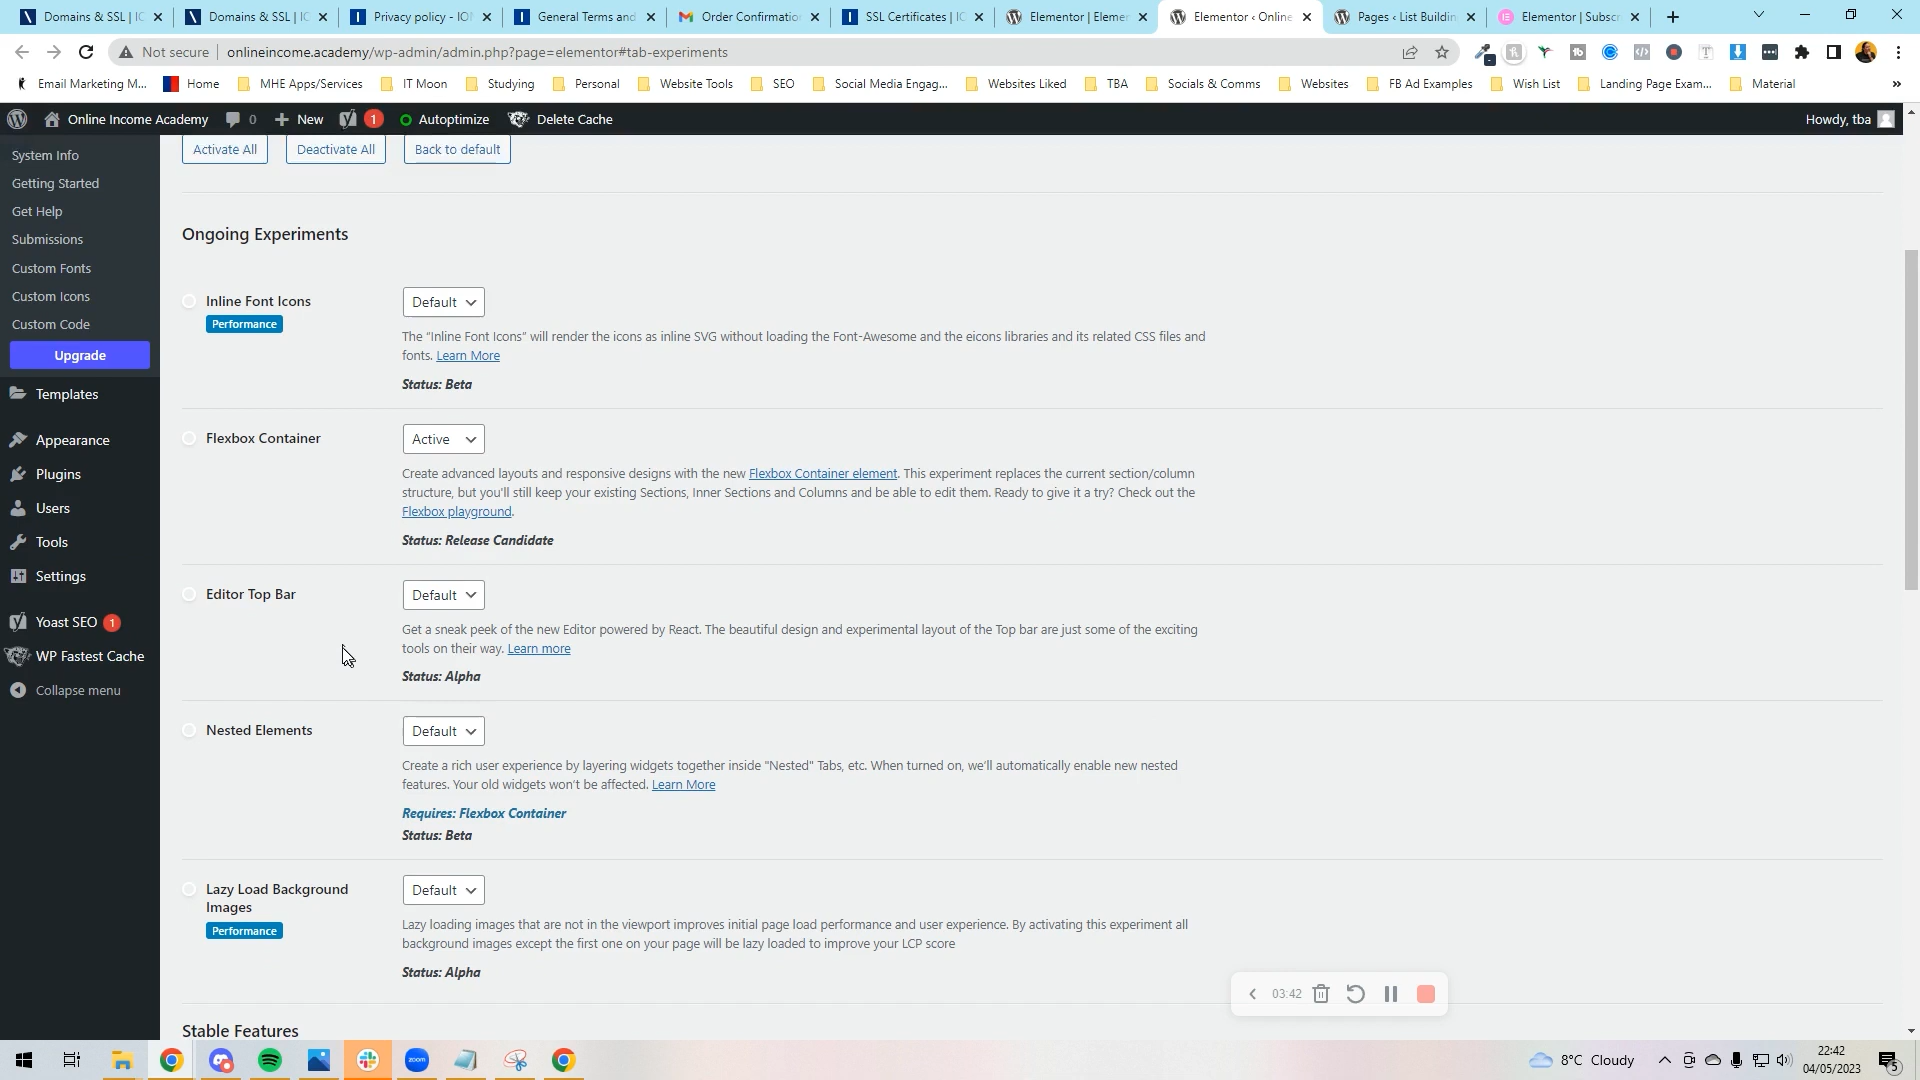 Domains & SSL | IC
Domains & SSL | IC
Privacy policy - ION
General Terms and
Order Confirmation
SSL Certificates | IC
Elementor | Elemen
Elementor ‹ Online
Pages ‹ List Buildin
Elementor | Subscr
Not secure
onlineincome.academy/wp-admin/admin.php?page=elementor#tab-experiments
Email Marketing M...
Home
MHE Apps/Services
IT Moon
Studying
Personal
Website Tools
SEO
Social Media Engag...
Websites Liked
TBA
Socials & Comms
Websites
FB Ad Examples
Wish List
Landing Page Exam...
Material
»
Online Income Academy
0
New
1
Autoptimize
Delete Cache
Howdy, tba
System Info
Getting Started
Get Help
Submissions
Custom Fonts
Custom Icons
Custom Code
Upgrade
Templates
Appearance
Plugins
Users
Tools
Settings
Yoast SEO 1
WP Fastest Cache
Collapse menu
Activate All
Deactivate All
Back to default
Ongoing Experiments
Inline Font Icons
Performance
Default
The “Inline Font Icons” will render the icons as inline SVG without loading the Font-Awesome and the eicons libraries and its related CSS files and
fonts. Learn More
Status: Beta
Flexbox Container
Active
Create advanced layouts and responsive designs with the new Flexbox Container element. This experiment replaces the current section/column
structure, but you’ll still keep your existing Sections, Inner Sections and Columns and be able to edit them. Ready to give it a try? Check out the
Flexbox playground.
Status: Release Candidate
Editor Top Bar
Default
Get a sneak peek of the new Editor powered by React. The beautiful design and experimental layout of the Top bar are just some of the exciting
tools on their way. Learn more
Status: Alpha
Nested Elements
Default
Create a rich user experience by layering widgets together inside "Nested" Tabs, etc. When turned on, we’ll automatically enable new nested
features. Your old widgets won’t be affected. Learn More
Requires: Flexbox Container
Status: Beta
Lazy Load Background
Images
Performance
Default
Lazy loading images that are not in the viewport improves initial page load performance and user experience. By activating this experiment all
background images except the first one on your page will be lazy loaded to improve your LCP score
Status: Alpha
03:42
Stable Features
zoom
8°C Cloudy
22:42
04/05/2023
5